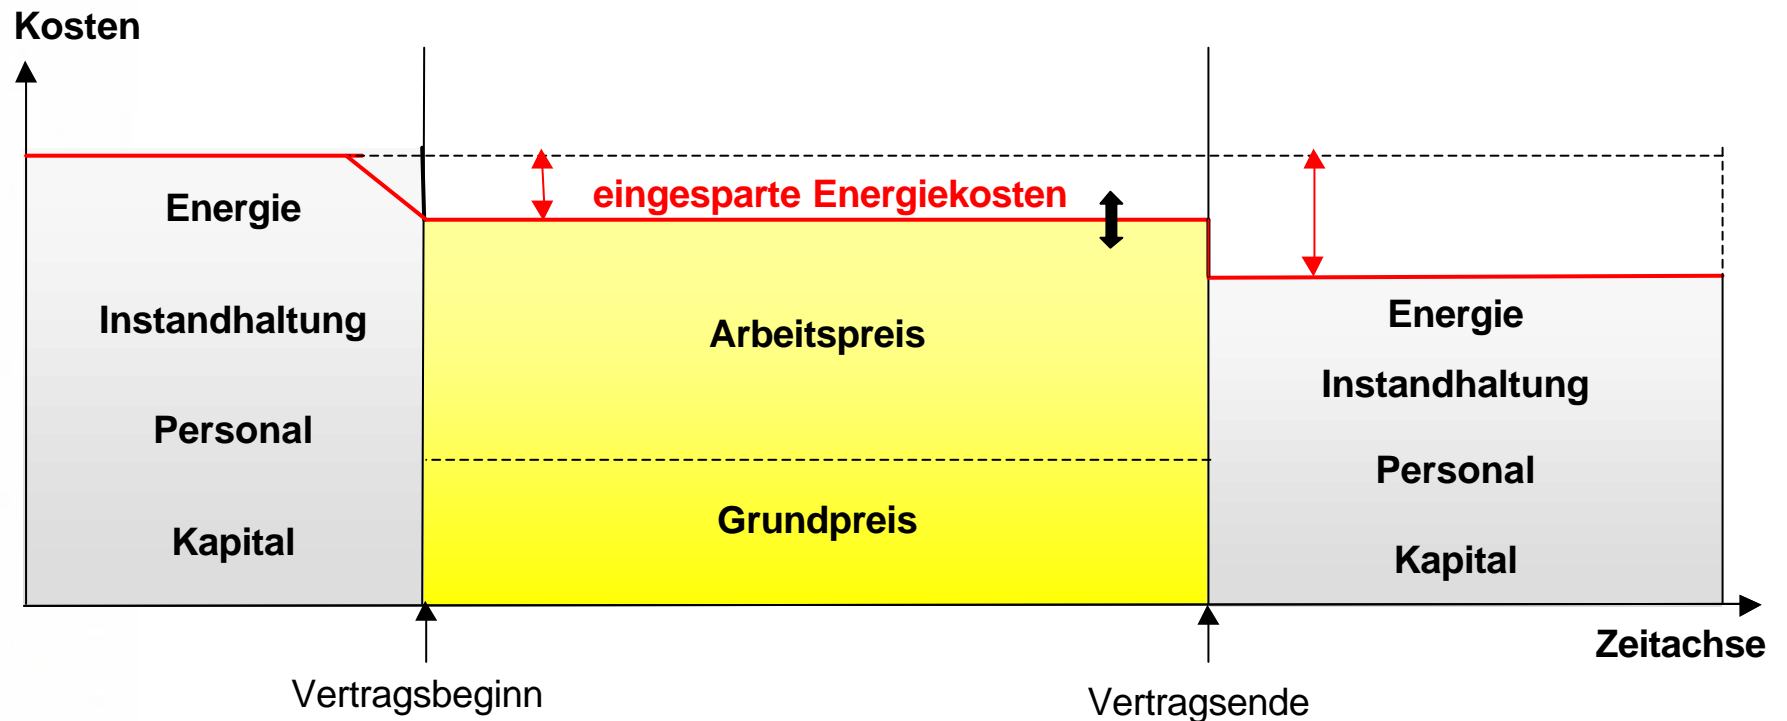 Kosten
Energie
Instandhaltung
Personal
Kapital
eingesparte Energiekosten
Arbeitspreis
Grundpreis
Energie
Instandhaltung
Personal
Kapital
Zeitachse
Vertragsbeginn
Vertragsende